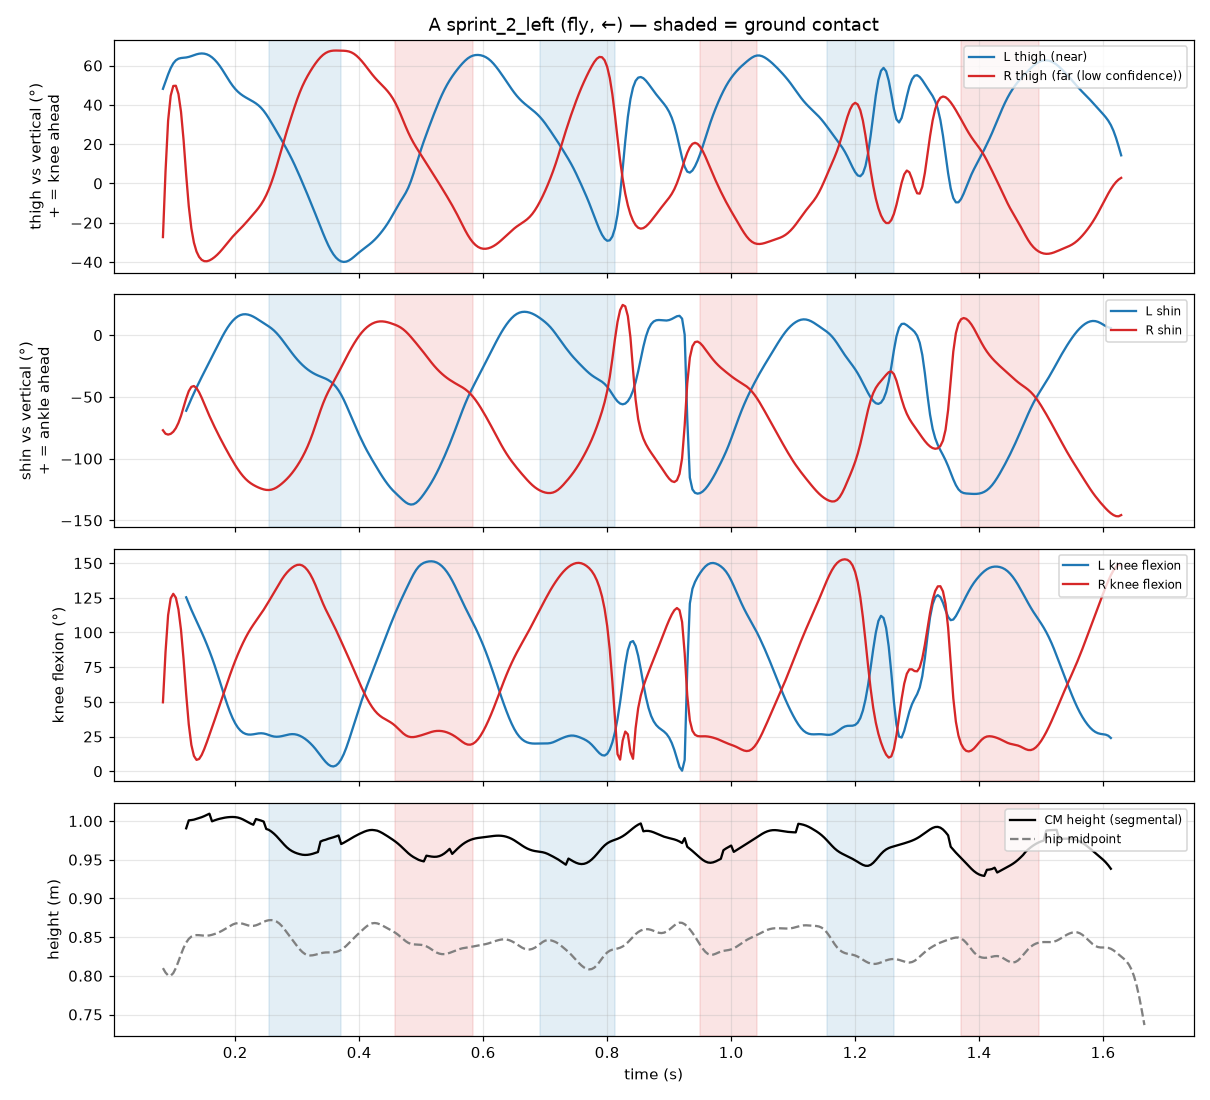 A sprint_2_left (fly, ←) — shaded = ground contact
thigh vs vertical (°)
+ = knee ahead
60
40
20
0
−20
−40
L thigh (near)
R thigh (far (low confidence))
shin vs vertical (°)
+ = ankle ahead
0
−50
−100
−150
L shin
R shin
knee flexion (°)
150
125
100
75
50
25
0
L knee flexion
R knee flexion
height (m)
1.00
0.95
0.90
0.85
0.80
0.75
CM height (segmental)
hip midpoint
0.2 0.4 0.6 0.8 1.0 1.2 1.4 1.6
time (s)